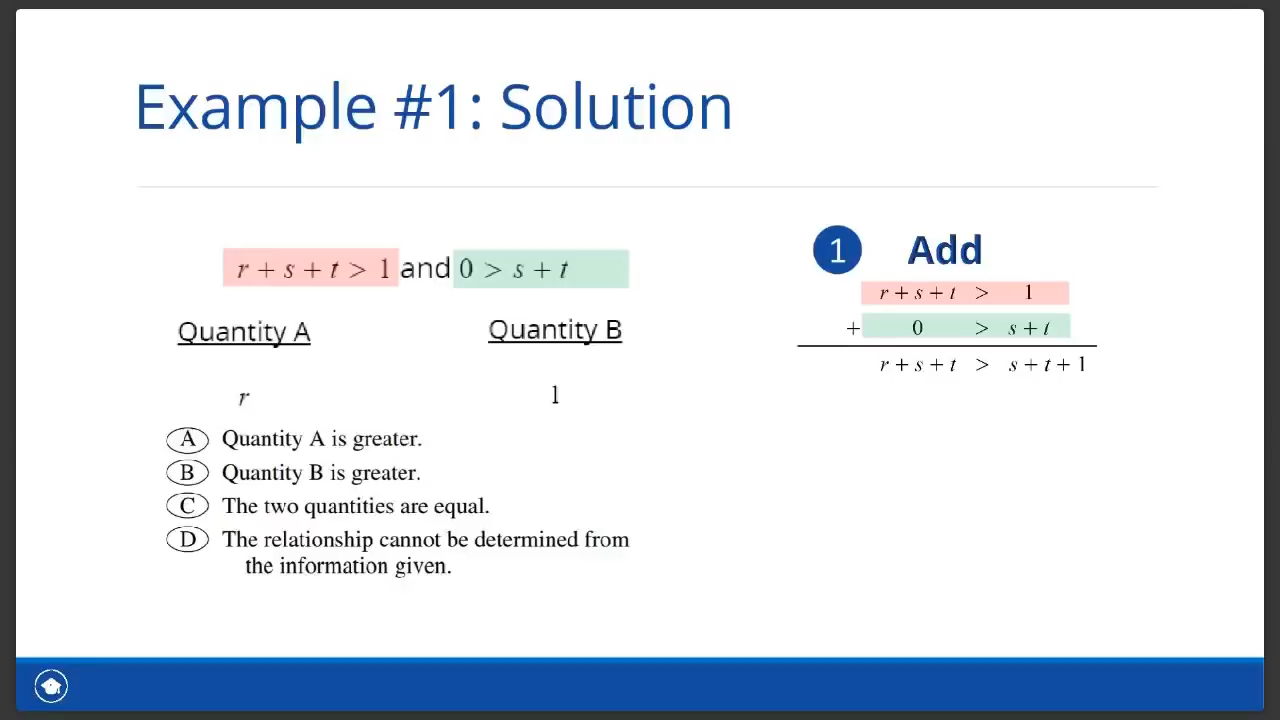 Example #1: Solution
r + s + t > 1 and 0 > s + t
Quantity A Quantity B
r 1
A Quantity A is greater.
B Quantity B is greater.
C The two quantities are equal.
D The relationship cannot be determined from
the information given.
1 Add
r + s + t > 1
+ 0 > s + t
r + s + t > s + t + 1